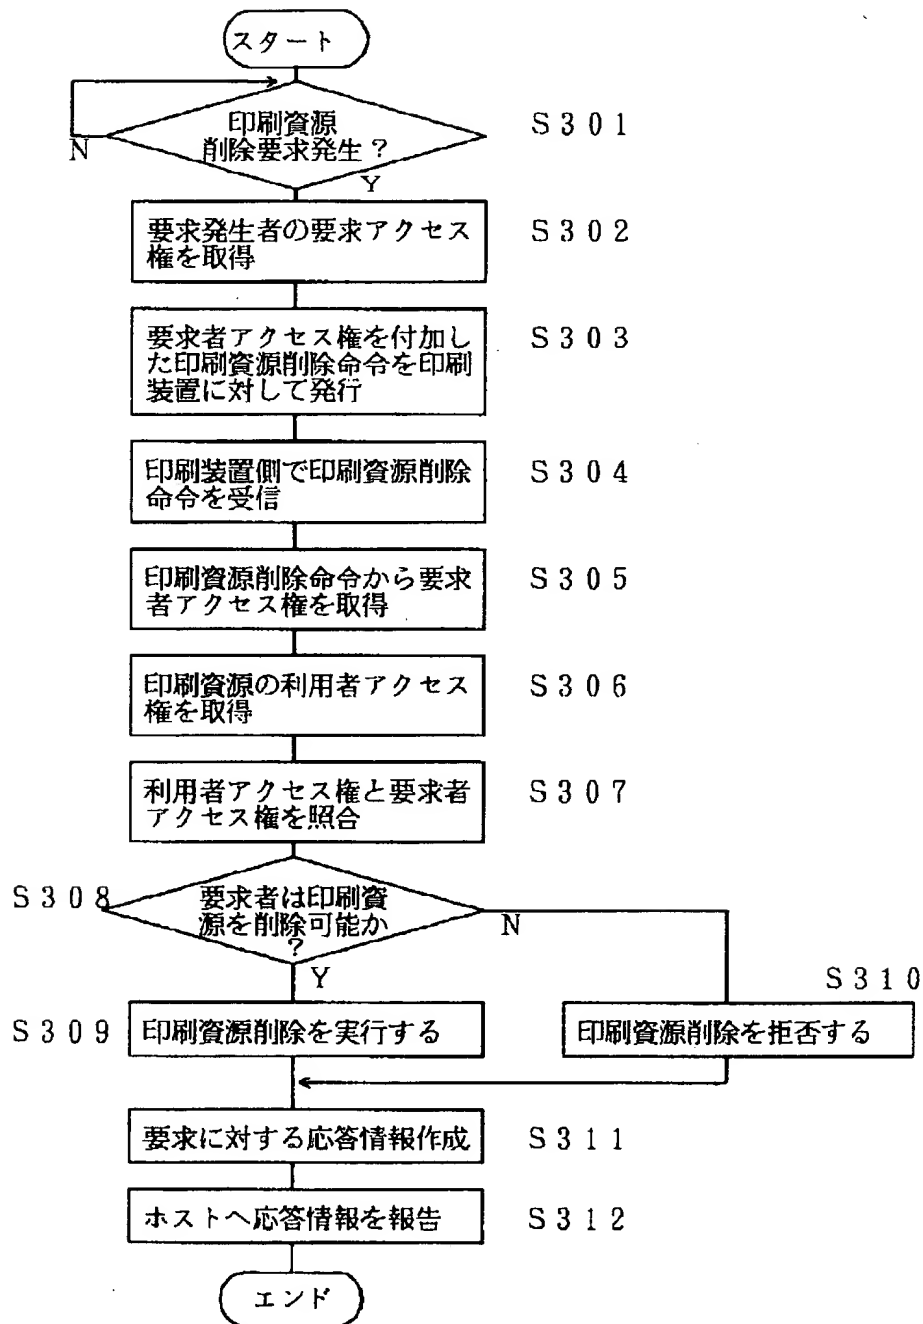 スタート
印刷資源
削除要求発生?
S301
N
Y
要求発生者の要求アクセス
権を取得
S302
要求者アクセス権を付加し
た印刷資源削除命令を印刷
装置に対して発行
S303
印刷装置側で印刷資源削除
命令を受信
S304
印刷資源削除命令から要求
者アクセス権を取得
S305
印刷資源の利用者アクセス
権を取得
S306
利用者アクセス権と要求者
アクセス権を照合
S307
S308
要求者は印刷資
源を削除可能か
?
N
Y
S310
S309
印刷資源削除を実行する
印刷資源削除を拒否する
要求に対する応答情報作成
S311
ホストへ応答情報を報告
S312
エンド